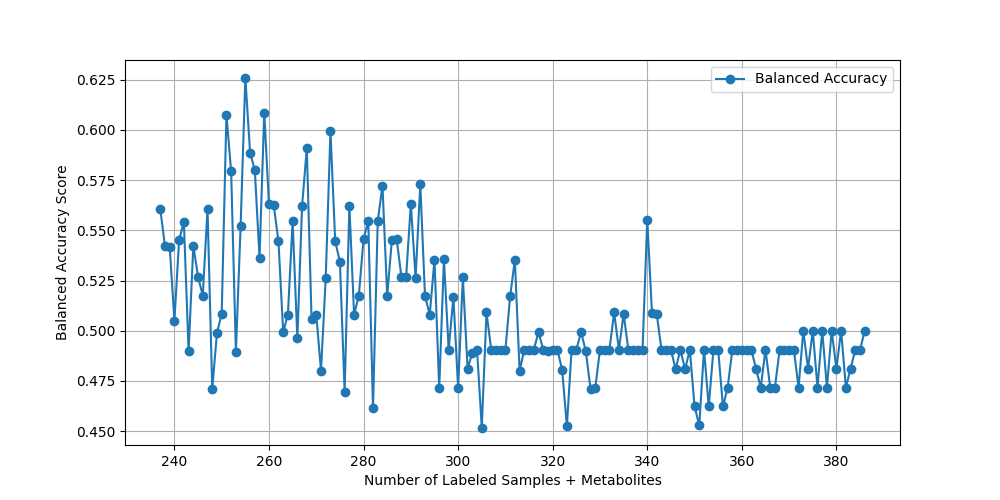 Balanced Accuracy
Balanced Accuracy Score
0.625
0.600
0.575
0.550
0.525
0.500
0.475
0.450
240 260 280 300 320 340 360 380
Number of Labeled Samples + Metabolites